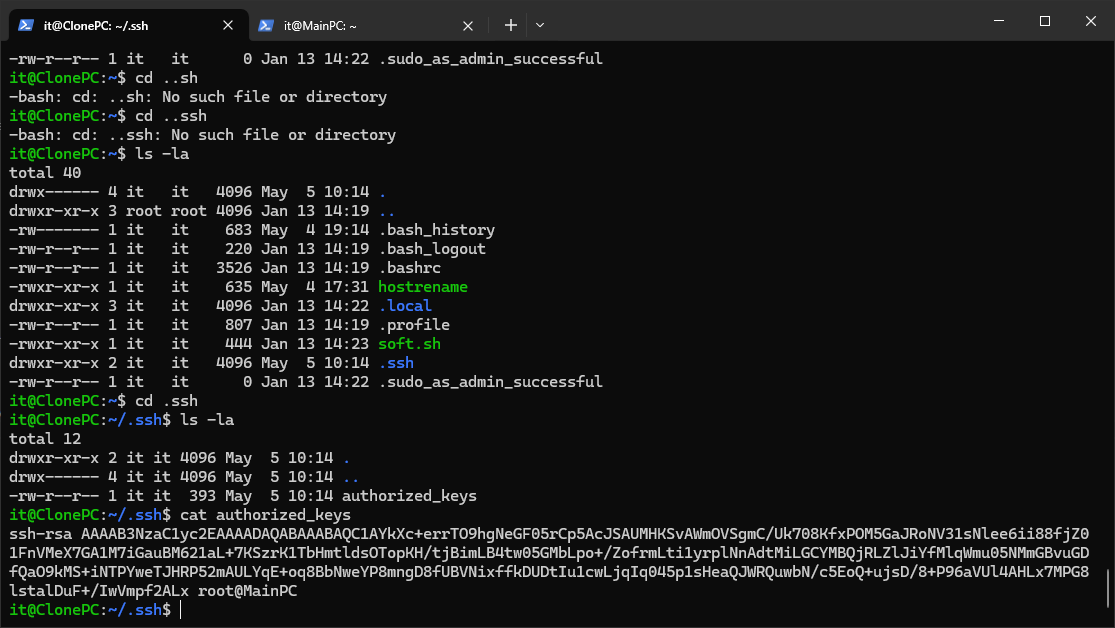 it@ClonePC: ~/.ssh
it@MainPC: ~
-rw-r--r-- 1 it   it      0 Jan 13 14:22 .sudo_as_admin_successful
it@ClonePC:~$ cd ..sh
-bash: cd: ..sh: No such file or directory
it@ClonePC:~$ cd ..ssh
-bash: cd: ..ssh: No such file or directory
it@ClonePC:~$ ls -la
total 40
drwx------ 4 it   it   4096 May  5 10:14 .
drwxr-xr-x 3 root root 4096 Jan 13 14:19 ..
-rw------- 1 it   it    683 May  4 19:14 .bash_history
-rw-r--r-- 1 it   it    220 Jan 13 14:19 .bash_logout
-rw-r--r-- 1 it   it   3526 Jan 13 14:19 .bashrc
-rwxr-xr-x 1 it   it    635 May  4 17:31 hostrename
drwxr-xr-x 3 it   it   4096 Jan 13 14:22 .local
-rw-r--r-- 1 it   it    807 Jan 13 14:19 .profile
-rwxr-xr-x 1 it   it    444 Jan 13 14:23 soft.sh
drwxr-xr-x 2 it   it   4096 May  5 10:14 .ssh
-rw-r--r-- 1 it   it      0 Jan 13 14:22 .sudo_as_admin_successful
it@ClonePC:~$ cd .ssh
it@ClonePC:~/.ssh$ ls -la
total 12
drwxr-xr-x 2 it it 4096 May  5 10:14 .
drwx------ 4 it it 4096 May  5 10:14 ..
-rw-r--r-- 1 it it  393 May  5 10:14 authorized_keys
it@ClonePC:~/.ssh$ cat authorized_keys
ssh-rsa AAAAB3NzaC1yc2EAAAADAQABAAABAQC1AYkXc+errTO9hgNeGF05rCp5AcJSAUMHKSvAWmOVSgmC/Uk708KfxPOM5GaJRoNV31sNlee6ii88fjZ0
1FnVMeX7GA1M7iGauBM621aL+7KSzrK1TbHmtldsOTopKH/tjBimLB4tw05GMbLpo+/ZofrmLti1yrplNnAdtMiLGCYMBQjRLZlJiYfMlqWmu05NMmGBvuGD
fQaO9kMS+iNTPYweTJHRP52mAULYqE+oq8BbNweYP8mngD8fUBVNixffkDUDtIu1cwLjqIq045p1sHeaQJWRQuwbN/c5EoQ+ujsD/8+P96aVUl4AHLx7MPG8
lstalDuF+/IwVmpf2ALx root@MainPC
it@ClonePC:~/.ssh$